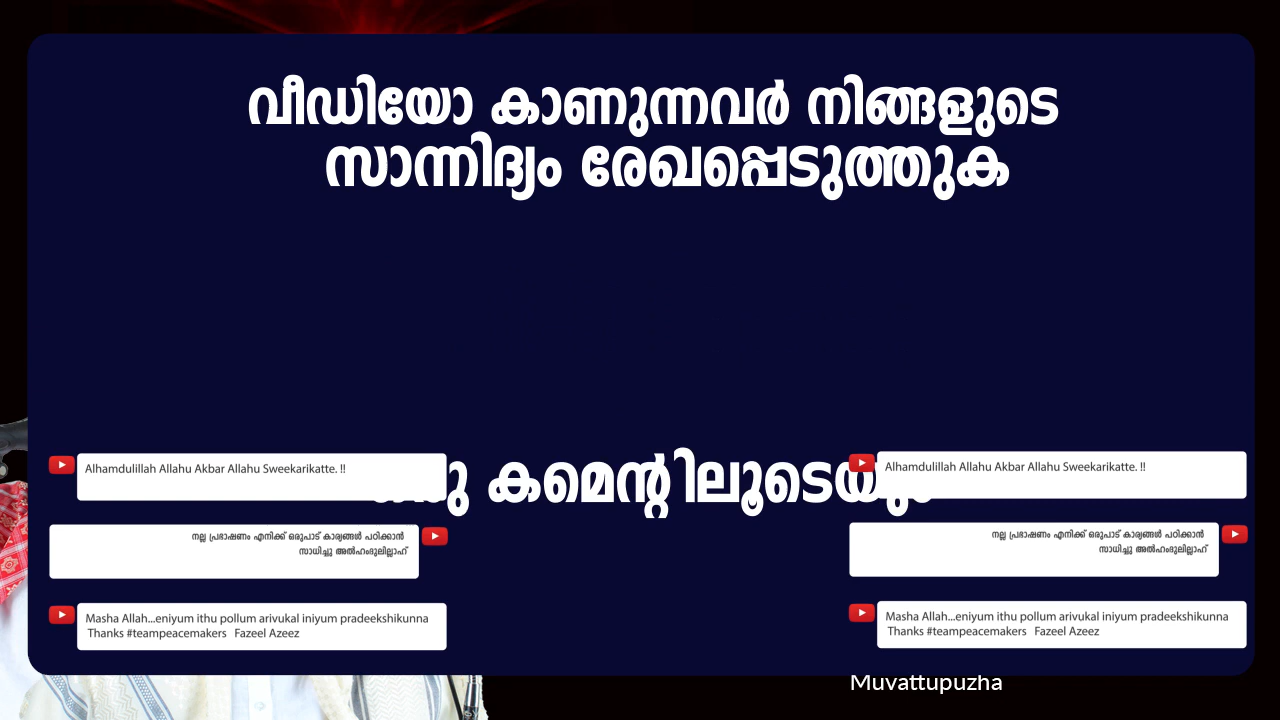 വീഡിയോ കാണുന്നവർ നിങ്ങളുടെ
സാന്നിദ്യം രേഖപ്പെടുത്തുക
കമെന്റിലൂടെയും
Alhamdulillah Allahu Akbar Allahu Sweekarikatte. !!
നല്ല പ്രഭാഷണം എനിക്ക് ഒരുപാട് കാര്യങ്ങൾ പഠിക്കാൻ
സാധിച്ചു അൽഹംദുലില്ലാഹ്
Masha Allah...eniyum ithu pollum arivukal iniyum pradeekshikunna
Thanks #teampeacemakers Fazeel Azeez
Alhamdulillah Allahu Akbar Allahu Sweekarikatte. !!
നല്ല പ്രഭാഷണം എനിക്ക് ഒരുപാട് കാര്യങ്ങൾ പഠിക്കാൻ
സാധിച്ചു അൽഹംദുലില്ലാഹ്
Masha Allah...eniyum ithu pollum arivukal iniyum pradeekshikunna
Thanks #teampeacemakers Fazeel Azeez
Muvattupuzha